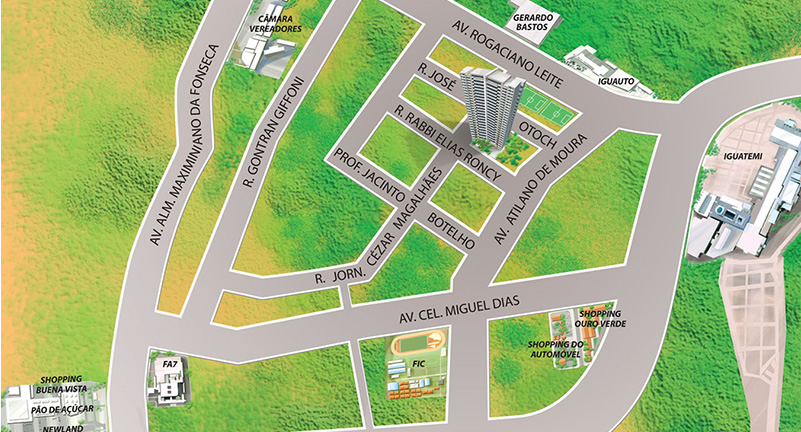 CÂMARA
VEREADORES
GERARDO
BASTOS
AV. ROGACIANO LEITE
IGUAUTO
AV. ALM. MAXIMINIANO DA FONSECA
R. GONTRAN GIFFONI
R. JOSÉ
OTOCH
R. RABBI ELIAS RONCY
PROF. JACINTO
BOTELHO
AV. ATILANO DE MOURA
IGUATEMI
R. JORN. CÉZAR MAGALHÃES
AV. CEL. MIGUEL DIAS
SHOPPING
OURO VERDE
SHOPPING DO
AUTOMÓVEL
FA7
FIC
SHOPPING
BUENA VISTA
PÃO DE AÇÚCAR
NEWLAND